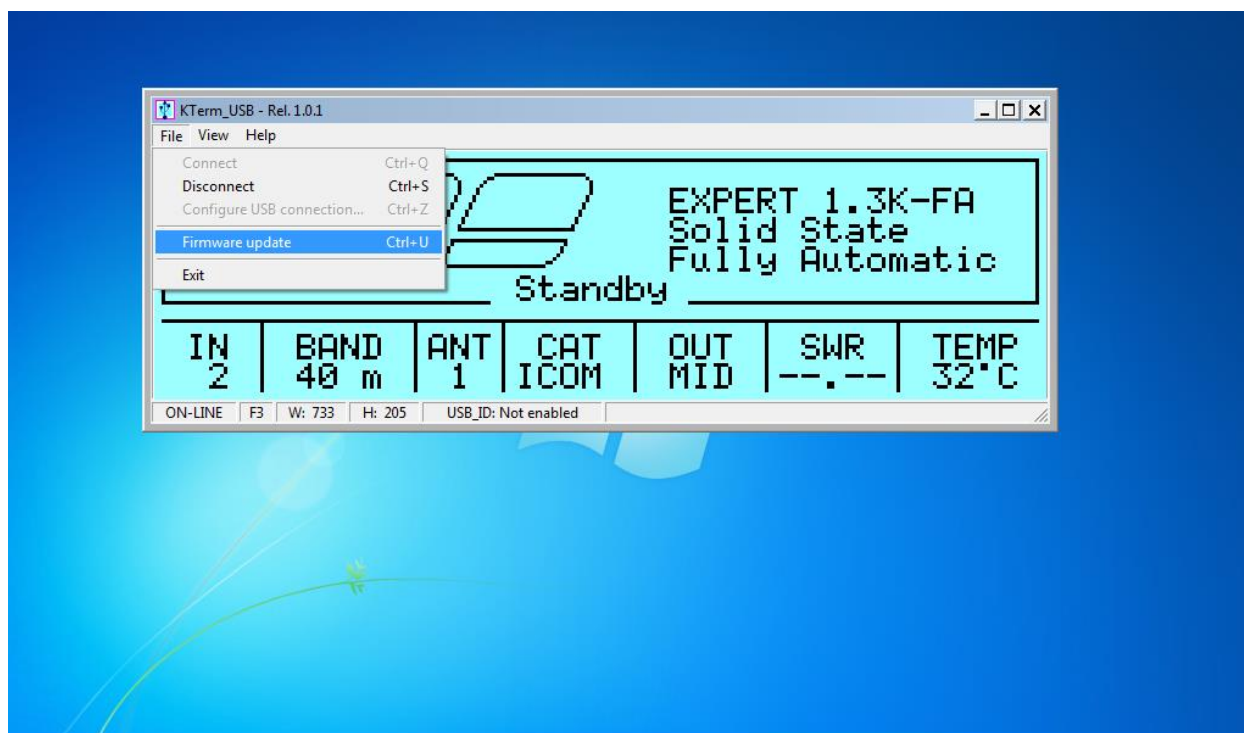 KTerm_USB - Rel. 1.0.1
File View Help
Connect Ctrl+Q
Disconnect Ctrl+S
Configure USB connection... Ctrl+Z
Firmware update Ctrl+U
Exit
EXPERT 1.3K-FA
Solid State
Fully Automatic
Standby
IN BAND ANT CAT OUT SWR TEMP
2 40 m 1 ICOM MID --.-- 32°C
ON-LINE F3 W: 733 H: 205 USB_ID: Not enabled